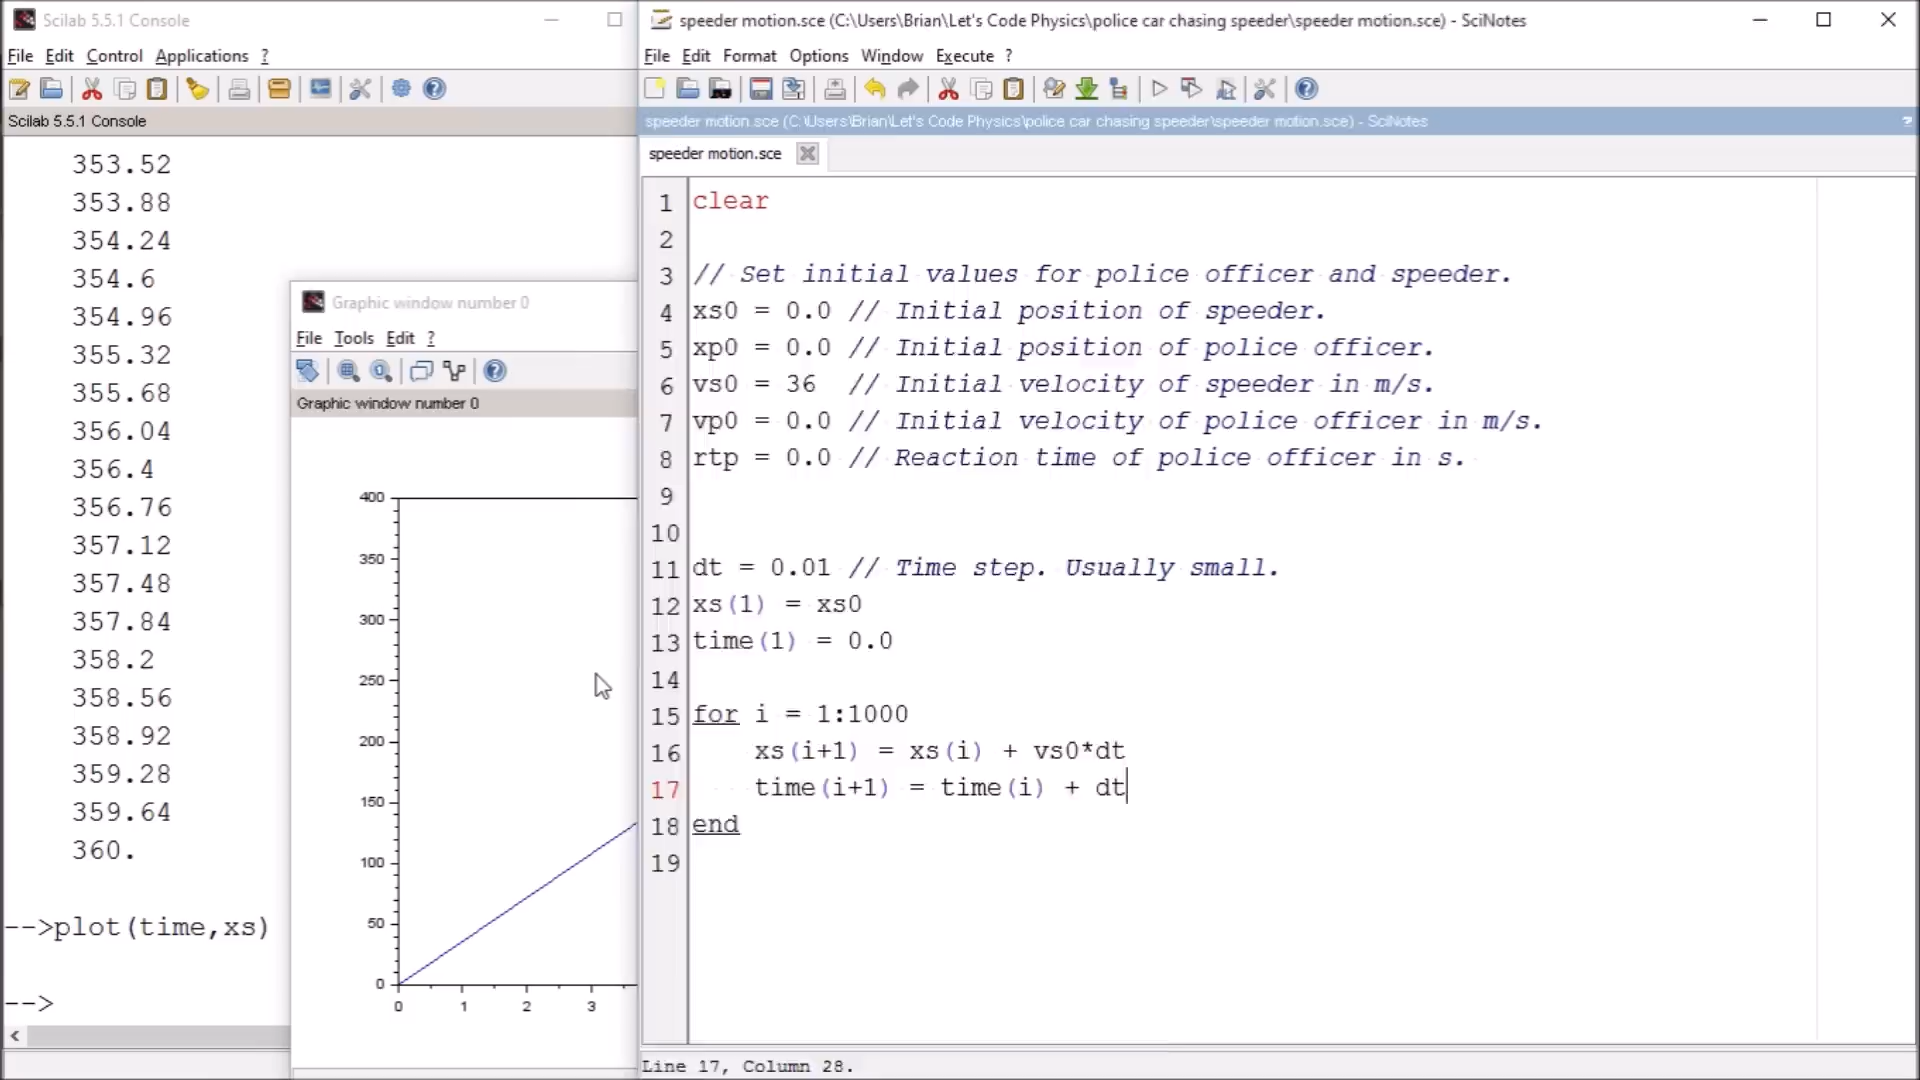 Scilab 5.5.1 Console
File Edit Control Applications ?
Scilab 5.5.1 Console
353.52
353.88
354.24
354.6
354.96
355.32
355.68
356.04
356.4
356.76
357.12
357.48
357.84
358.2
358.56
358.92
359.28
359.64
360.
-->plot(time,xs)
-->
Graphic window number 0
File Tools Edit ?
Graphic window number 0
400
350
300
250
200
150
100
50
0
0 1 2 3
speeder motion.sce (C:\Users\Brian\Let's Code Physics\police car chasing speeder\speeder motion.sce) - SciNotes
File Edit Format Options Window Execute ?
speeder motion.sce (C:\Users\Brian\Let's Code Physics\police car chasing speeder\speeder motion.sce) - SciNotes ?
speeder motion.sce
1 clear
2
3 // Set initial values for police officer and speeder.
4 xs0 = 0.0 // Initial position of speeder.
5 xp0 = 0.0 // Initial position of police officer.
6 vs0 = 36 // Initial velocity of speeder in m/s.
7 vp0 = 0.0 // Initial velocity of police officer in m/s.
8 rtp = 0.0 // Reaction time of police officer in s.
9
10
11 dt = 0.01 // Time step. Usually small.
12 xs(1) = xs0
13 time(1) = 0.0
14
15 for i = 1:1000
16 xs(i+1) = xs(i) + vs0*dt
17 time(i+1) = time(i) + dt
18 end
19
Line 17, Column 28.